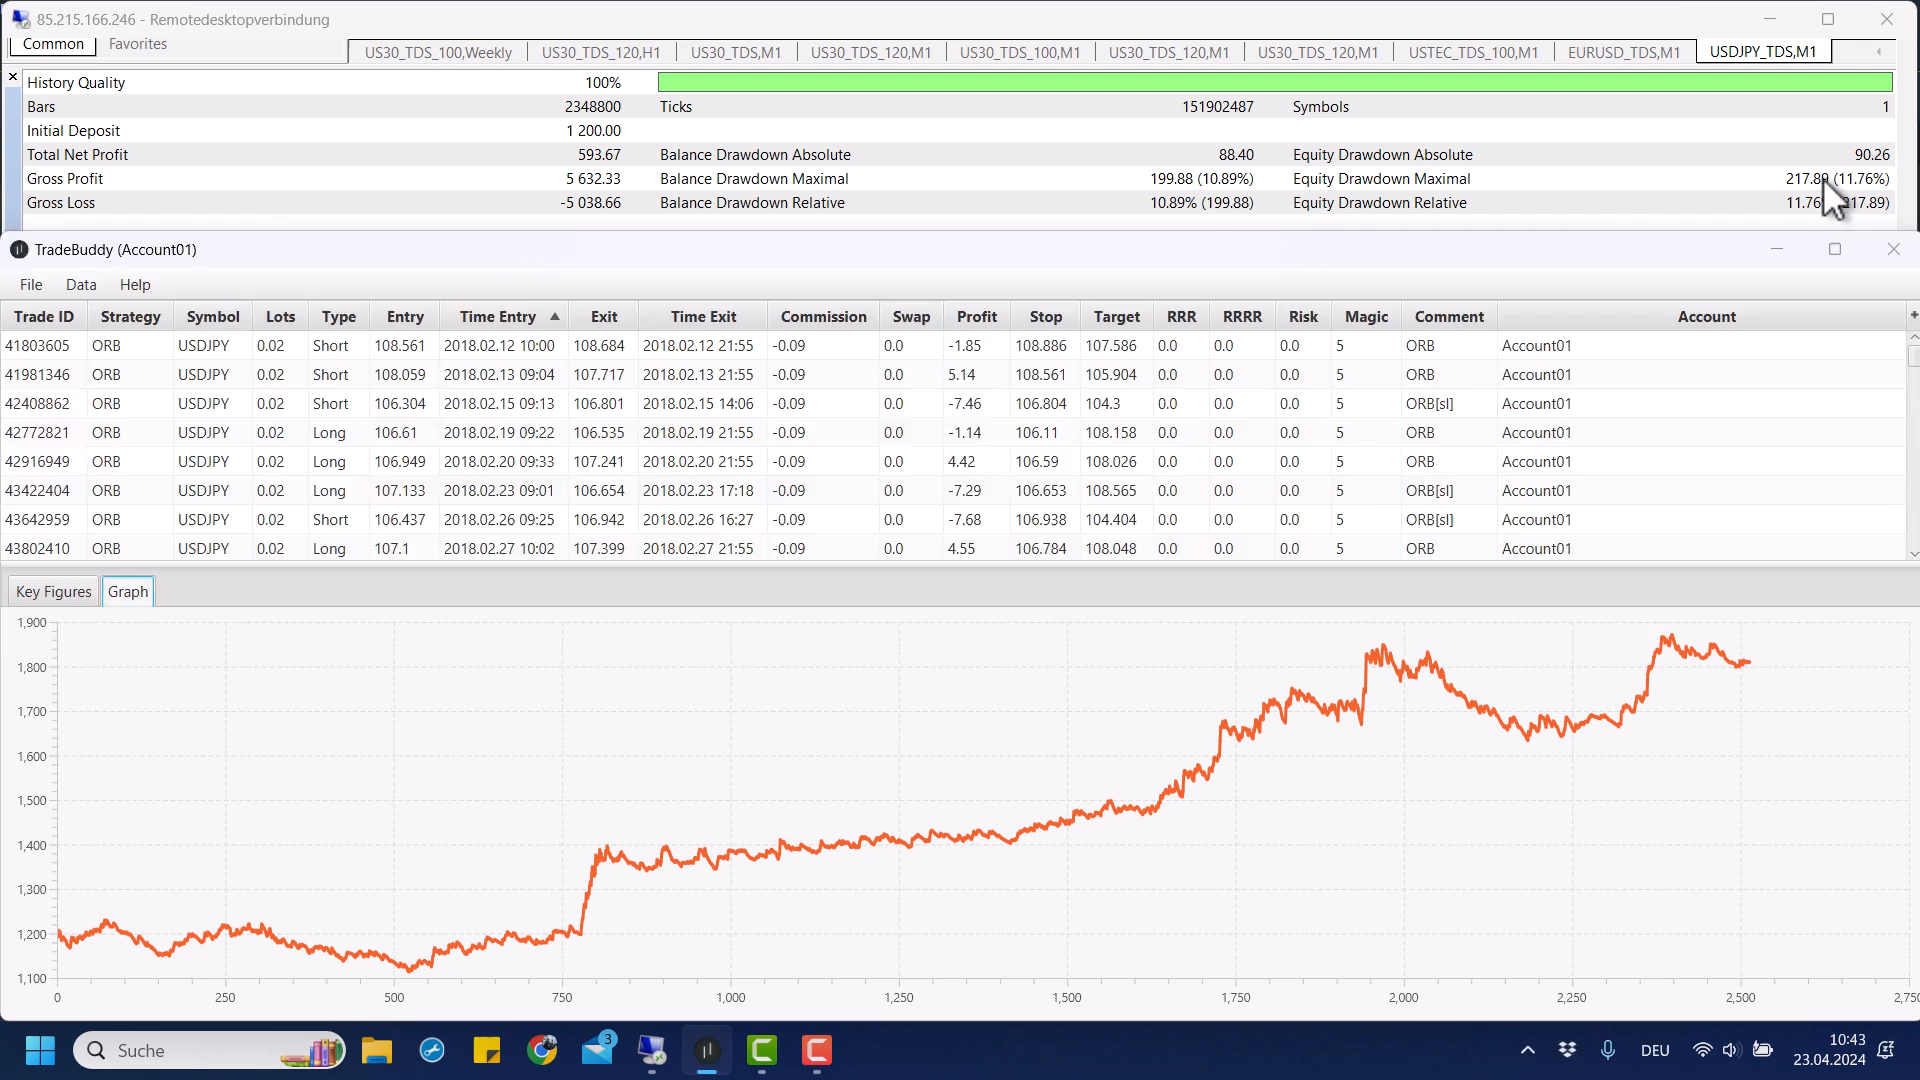 85.215.166.246 - Remotedesktopverbindung
Common Favorites US30_TDS_100,Weekly US30_TDS_120,H1 US30_TDS,M1 US30_TDS_120,M1 US30_TDS_100,M1 US30_TDS_120,M1 US30_TDS_120,M1 USTEC_TDS_100,M1 EURUSD_TDS,M1 USDJPY_TDS,M1
History Quality 100%
Bars 2348800 Ticks 151902487 Symbols 1
Initial Deposit 1 200.00
Total Net Profit 593.67 Balance Drawdown Absolute 88.40 Equity Drawdown Absolute 90.26
Gross Profit 5 632.33 Balance Drawdown Maximal 199.88 (10.89%) Equity Drawdown Maximal 217.89 (11.76%)
Gross Loss -5 038.66 Balance Drawdown Relative 10.89% (199.88) Equity Drawdown Relative
TradeBuddy (Account01)
File Data Help
Trade ID Strategy Symbol Lots Type Entry Time Entry Exit Time Exit Commission Swap Profit Stop Target RRR RRRR Risk Magic Comment Account +
41803605 ORB USDJPY 0.02 Short 108.561 2018.02.12 10:00 108.684 2018.02.12 21:55 -0.09 0.0 -1.85 108.886 107.586 0.0 0.0 0.0 5 ORB Account01
41981346 ORB USDJPY 0.02 Short 108.059 2018.02.13 09:04 107.717 2018.02.13 21:55 -0.09 0.0 5.14 108.561 105.904 0.0 0.0 0.0 5 ORB Account01
42408862 ORB USDJPY 0.02 Short 106.304 2018.02.15 09:13 106.801 2018.02.15 14:06 -0.09 0.0 -7.46 106.804 104.3 0.0 0.0 0.0 5 ORB[sl] Account01
42772821 ORB USDJPY 0.02 Long 106.61 2018.02.19 09:22 106.535 2018.02.19 21:55 -0.09 0.0 -1.14 106.11 108.158 0.0 0.0 0.0 5 ORB Account01
42916949 ORB USDJPY 0.02 Long 106.949 2018.02.20 09:33 107.241 2018.02.20 21:55 -0.09 0.0 4.42 106.59 108.026 0.0 0.0 0.0 5 ORB Account01
43422404 ORB USDJPY 0.02 Long 107.133 2018.02.23 09:01 106.654 2018.02.23 17:18 -0.09 0.0 -7.29 106.653 108.565 0.0 0.0 0.0 5 ORB[sl] Account01
43642959 ORB USDJPY 0.02 Short 106.437 2018.02.26 09:25 106.942 2018.02.26 16:27 -0.09 0.0 -7.68 106.938 104.404 0.0 0.0 0.0 5 ORB[sl] Account01
43802410 ORB USDJPY 0.02 Long 107.1 2018.02.27 10:02 107.399 2018.02.27 21:55 -0.09 0.0 4.55 106.784 108.048 0.0 0.0 0.0 5 ORB Account01
Key Figures Graph
1,900
1,800
1,700
1,600
1,500
1,400
1,300
1,200
1,100
0 250 500 750 1,000 1,250 1,500 1,750 2,000 2,250 2,500
Suche 3 DEU 10:43
23.04.2024